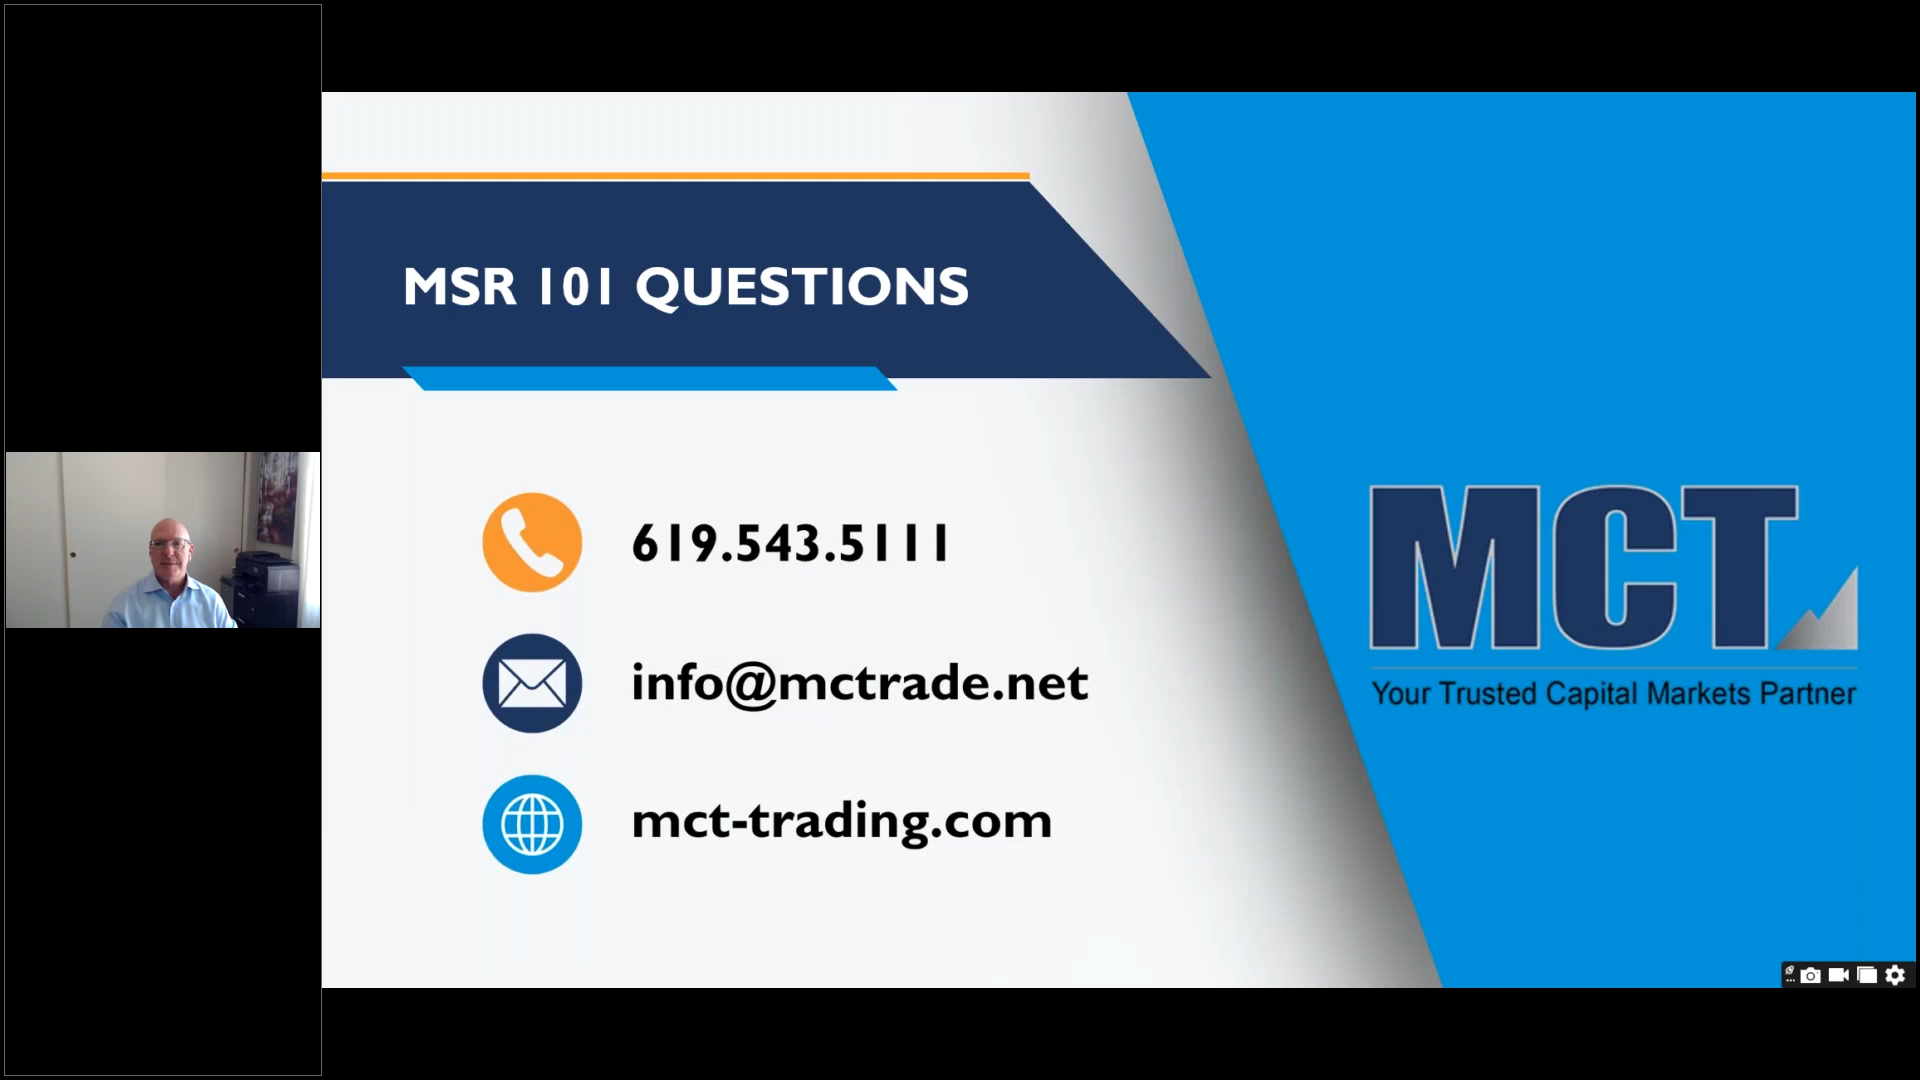 MSR 101 QUESTIONS
619.543.5111
info@mctrade.net
mct-trading.com
MCT
Your Trusted Capital Markets Partner